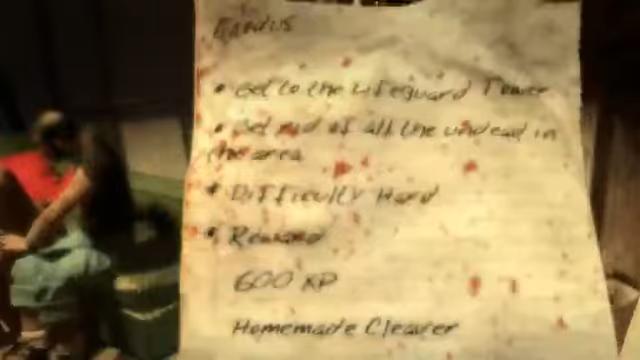 Exodus
• Get to the Lifeguard Tower
• Get rid of all the undead in
the area
• Difficulty Hard
• Reward
600 XP
Homemade Cleaver